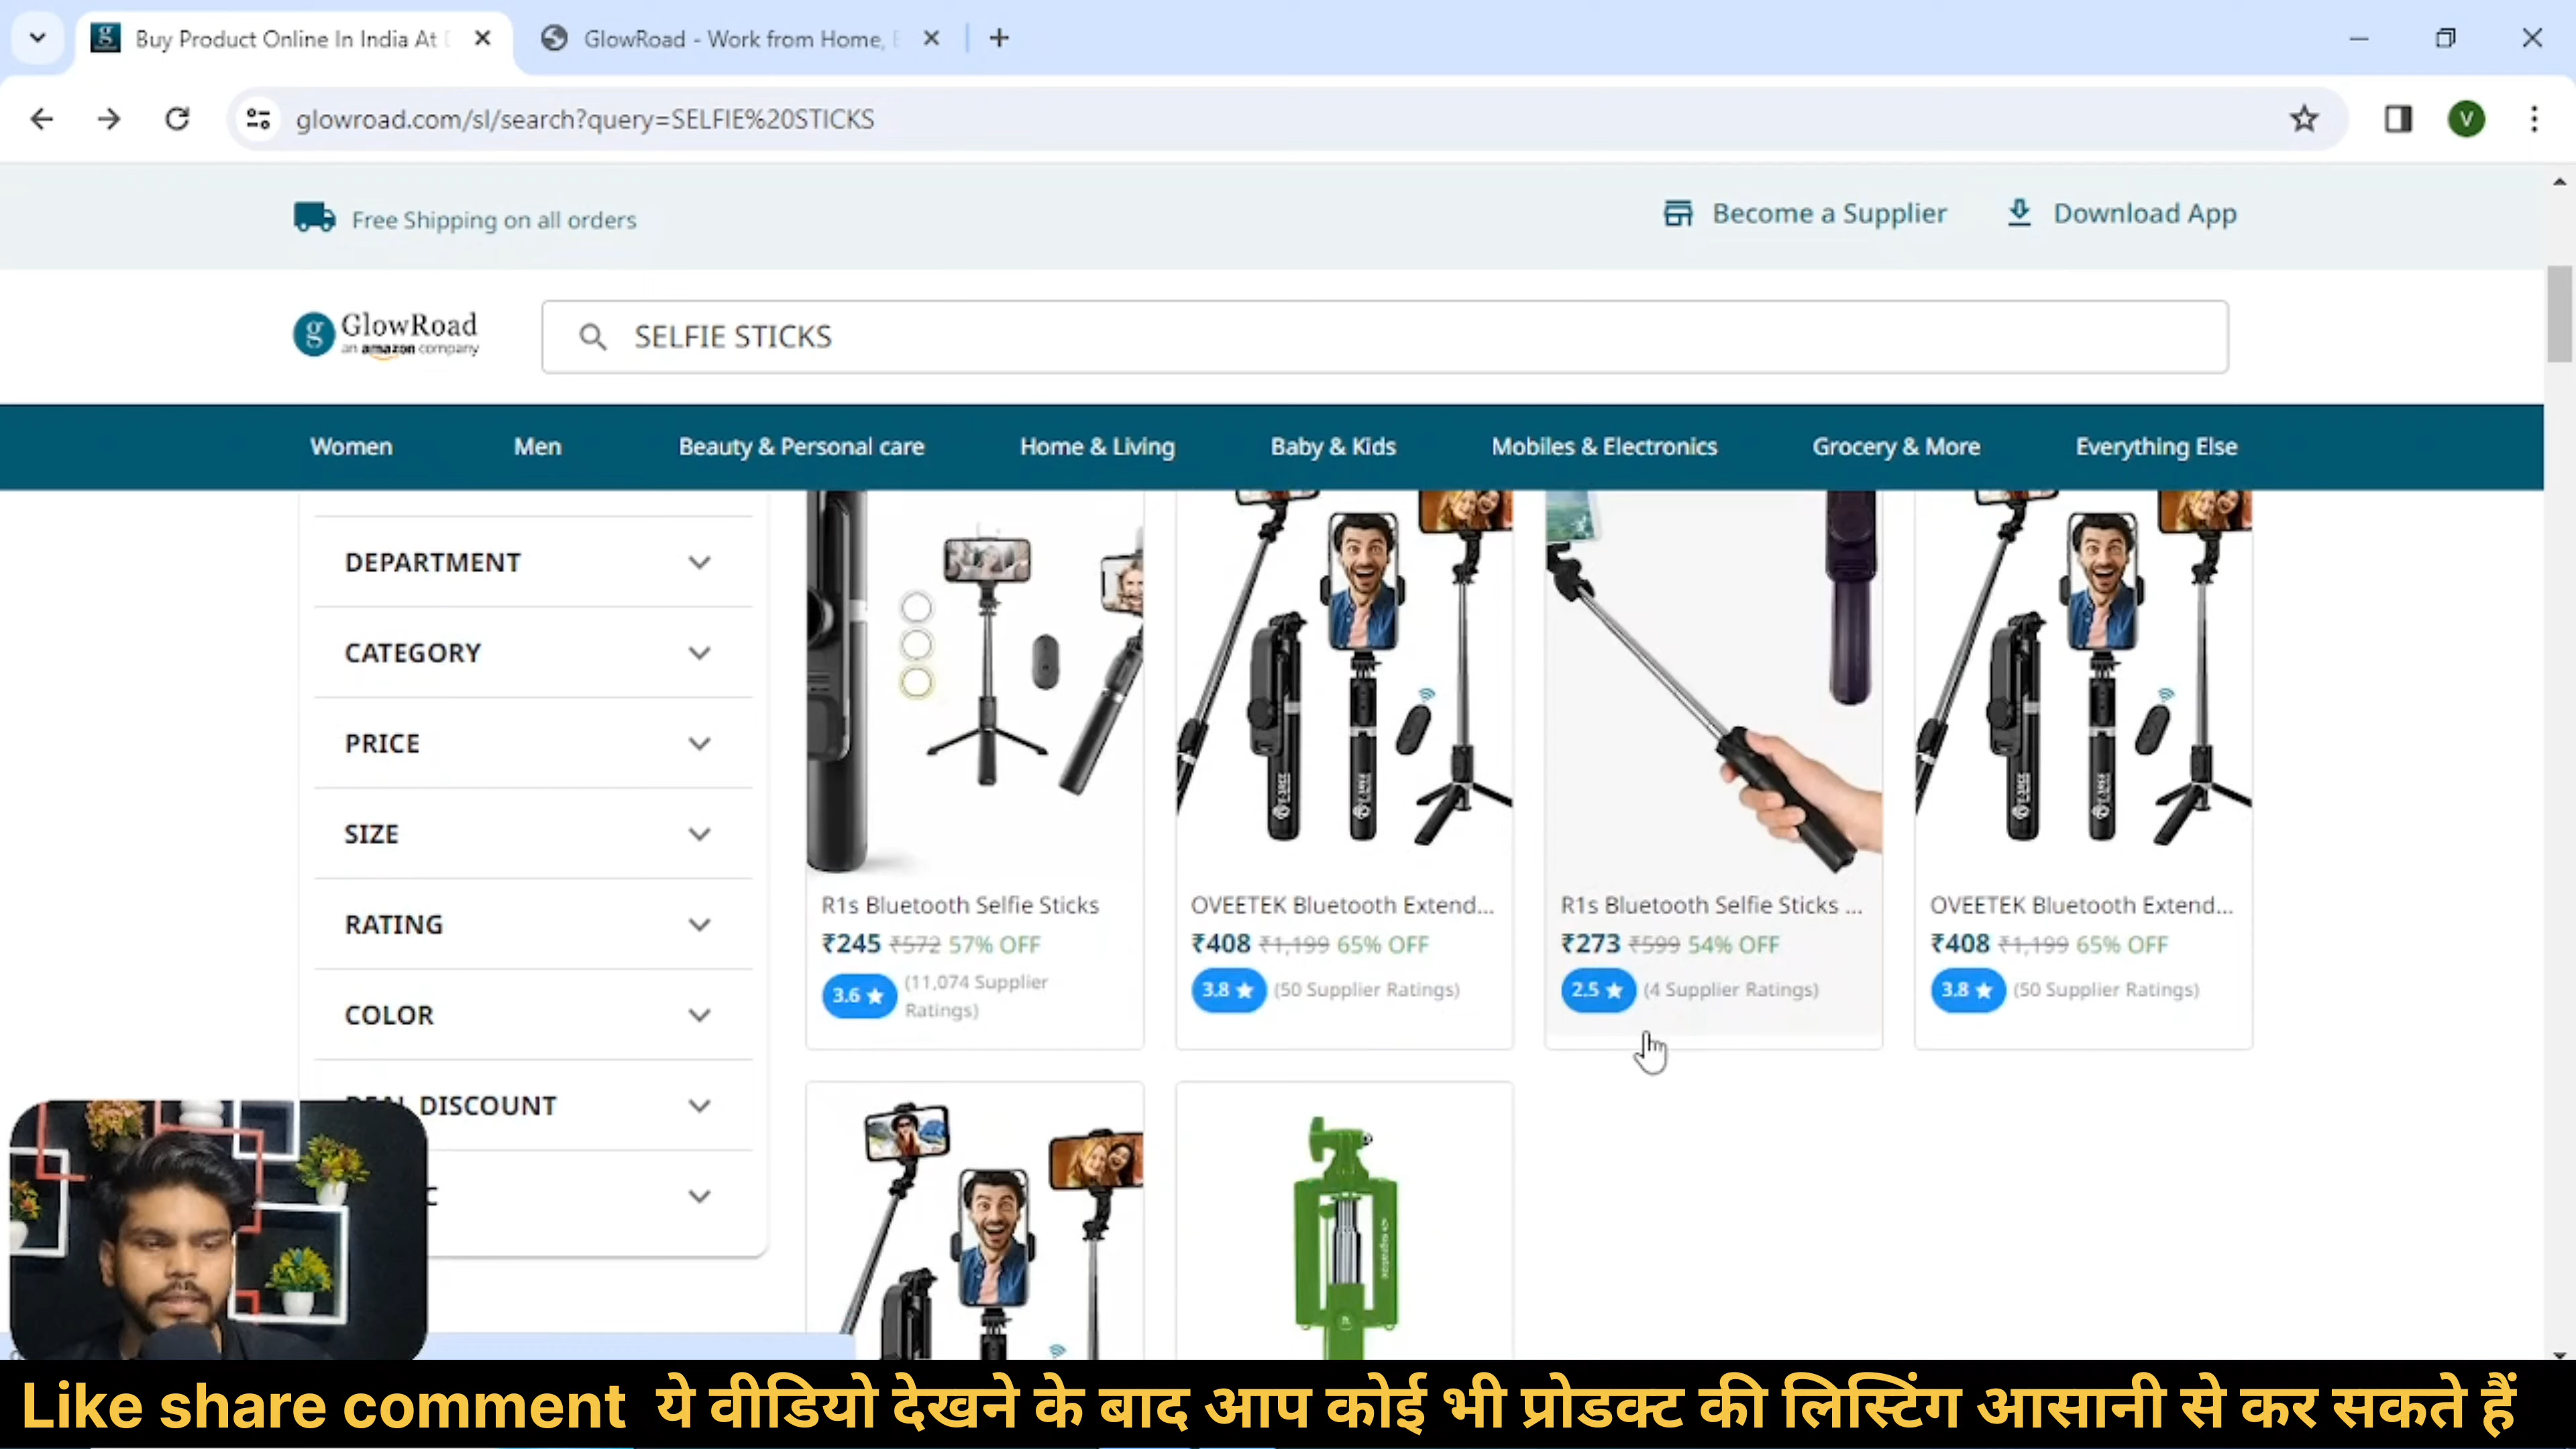 Buy Product Online In India At
GlowRoad - Work from Home,
glowroad.com/sl/search?query=SELFIE%20STICKS
V
Free Shipping on all orders
Become a Supplier
Download App
g
GlowRoad
an amazon company
SELFIE STICKS
Women
Men
Beauty & Personal care
Home & Living
Baby & Kids
Mobiles & Electronics
Grocery & More
Everything Else
DEPARTMENT
CATEGORY
PRICE
SIZE
RATING
COLOR
DISCOUNT
R1s Bluetooth Selfie Sticks
₹245 ₹572 57% OFF
3.6 ★ (11,074 Supplier
Ratings)
OVEETEK Bluetooth Extend...
₹408 ₹1,199 65% OFF
3.8 ★ (50 Supplier Ratings)
R1s Bluetooth Selfie Sticks ...
₹273 ₹599 54% OFF
2.5 ★ (4 Supplier Ratings)
OVEETEK Bluetooth Extend...
₹408 ₹1,199 65% OFF
3.8 ★ (50 Supplier Ratings)
Like share comment ये वीडियो देखने के बाद आप कोई भी प्रोडक्ट की लिस्टिंग आसानी से कर सकते हैं